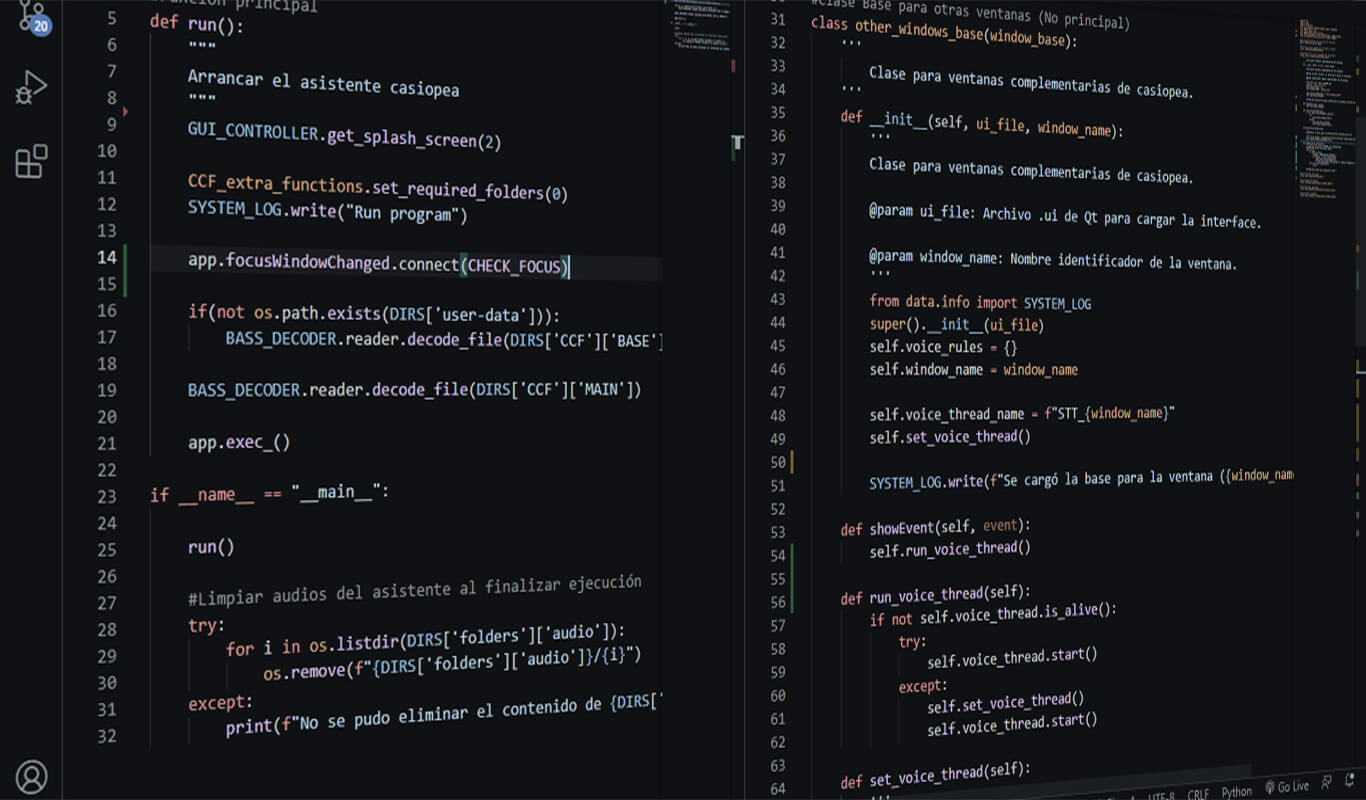 20
principal
5 def run():
6 """
7 Arrancar el asistente casiopea
8 """
9 GUI_CONTROLLER.get_splash_screen(2)
10
11 CCF_extra_functions.set_required_folders(0)
12 SYSTEM_LOG.write("Run program")
13
14 app.focusWindowChanged.connect(CHECK_FOCUS)
15
16 if(not os.path.exists(DIRS['user-data'])):
17 BASS_DECODER.reader.decode_file(DIRS['CCF']['BASE']
18
19 BASS_DECODER.reader.decode_file(DIRS['CCF']['MAIN'])
20
21 app.exec_()
22
23 if __name__ == "__main__":
24
25 run()
26
27 #Limpiar audios del asistente al finalizar ejecución
28 try:
29 for i in os.listdir(DIRS['folders']['audio']):
30 os.remove(f"{DIRS['folders']['audio']}/{i}")
31 except:
32 print(f"No se pudo eliminar el contenido de {DIRS['
#Clase Base para otras ventanas (No principal)
31 class other_windows_base(window_base):
32 '''
33 Clase para ventanas complementarias de casiopea.
34 '''
35 def __init__(self, ui_file, window_name):
36 '''
37 Clase para ventanas complementarias de casiopea.
38
39 @param ui_file: Archivo .ui de Qt para cargar la interface.
40
41 @param window_name: Nombre identificador de la ventana.
42 '''
43 from data.info import SYSTEM_LOG
44 super().__init__(ui_file)
45 self.voice_rules = {}
46 self.window_name = window_name
47
48 self.voice_thread_name = f"STT_{window_name}"
49 self.set_voice_thread()
50
51 SYSTEM_LOG.write(f"Se cargó la base para la ventana ({window_nam
52
53 def showEvent(self, event):
54 self.run_voice_thread()
55
56 def run_voice_thread(self):
57 if not self.voice_thread.is_alive():
58 try:
59 self.voice_thread.start()
60 except:
61 self.set_voice_thread()
62 self.voice_thread.start()
63
64 def set_voice_thread(self):
'''
UTF-8 CRLF Python Go Live